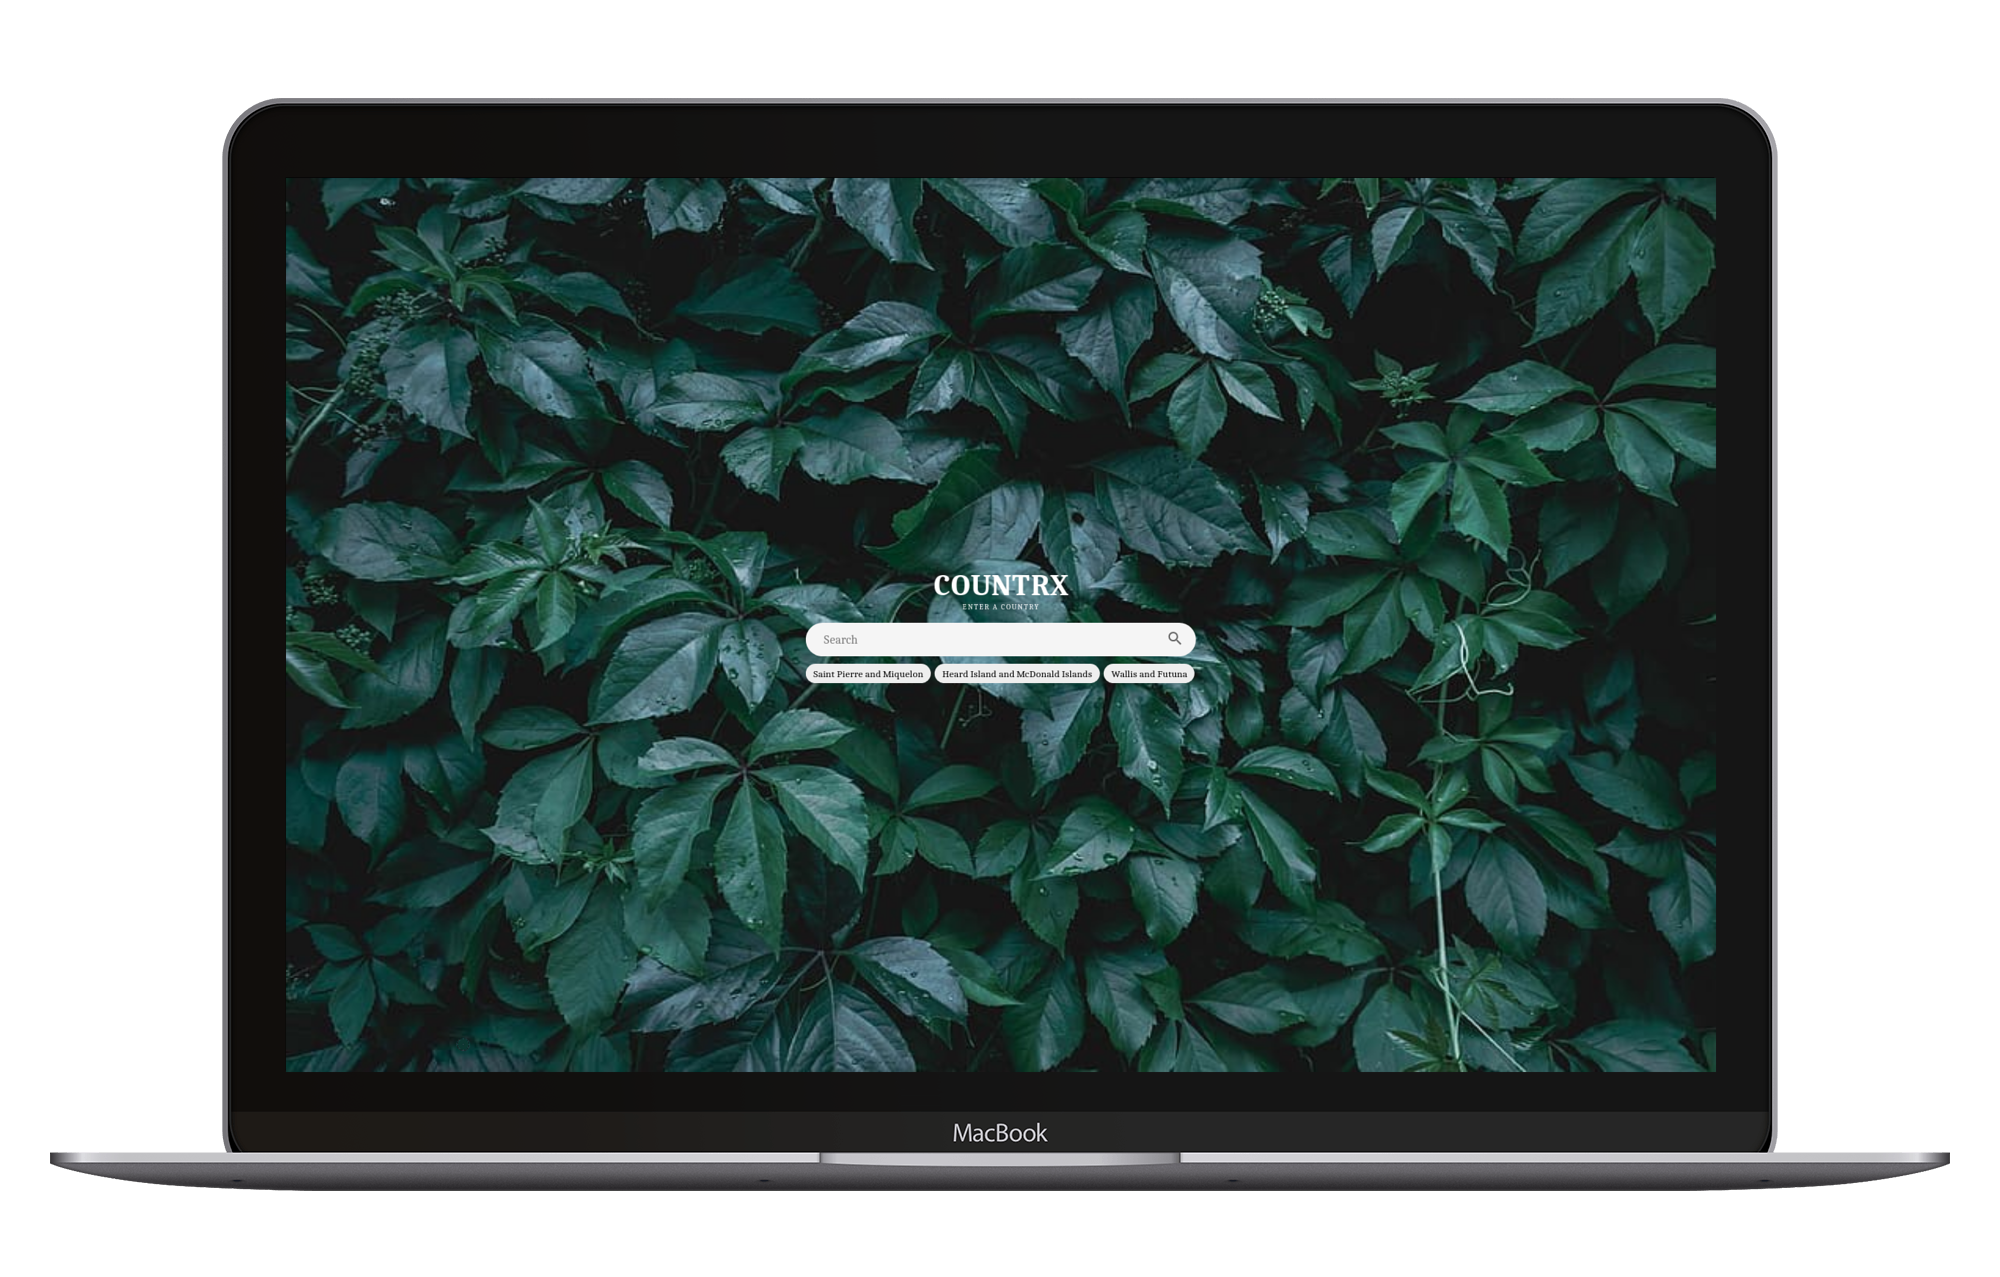 COUNTRX
ENTER A COUNTRY
Search
Saint Pierre and Miquelon Heard Island and McDonald Islands Wallis and Futuna
MacBook